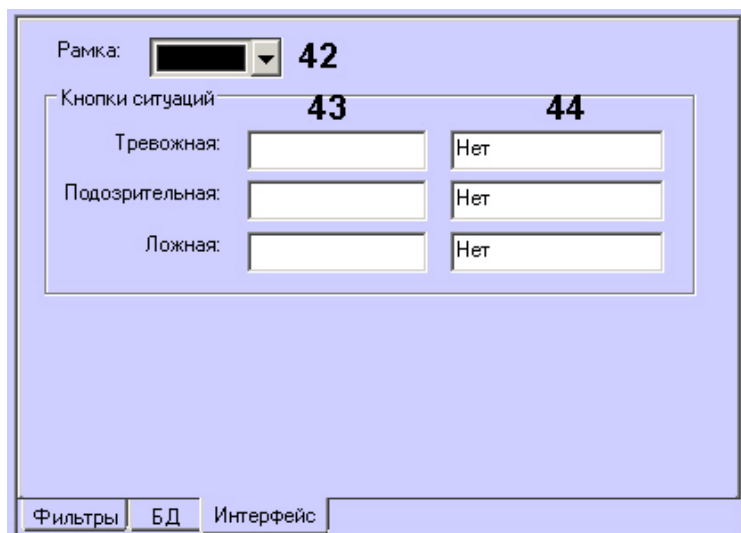 Рамка: 42
Кнопки ситуаций 43 44
Тревожная: Нет
Подозрительная: Нет
Ложная: Нет
Фильтры БД Интерфейс